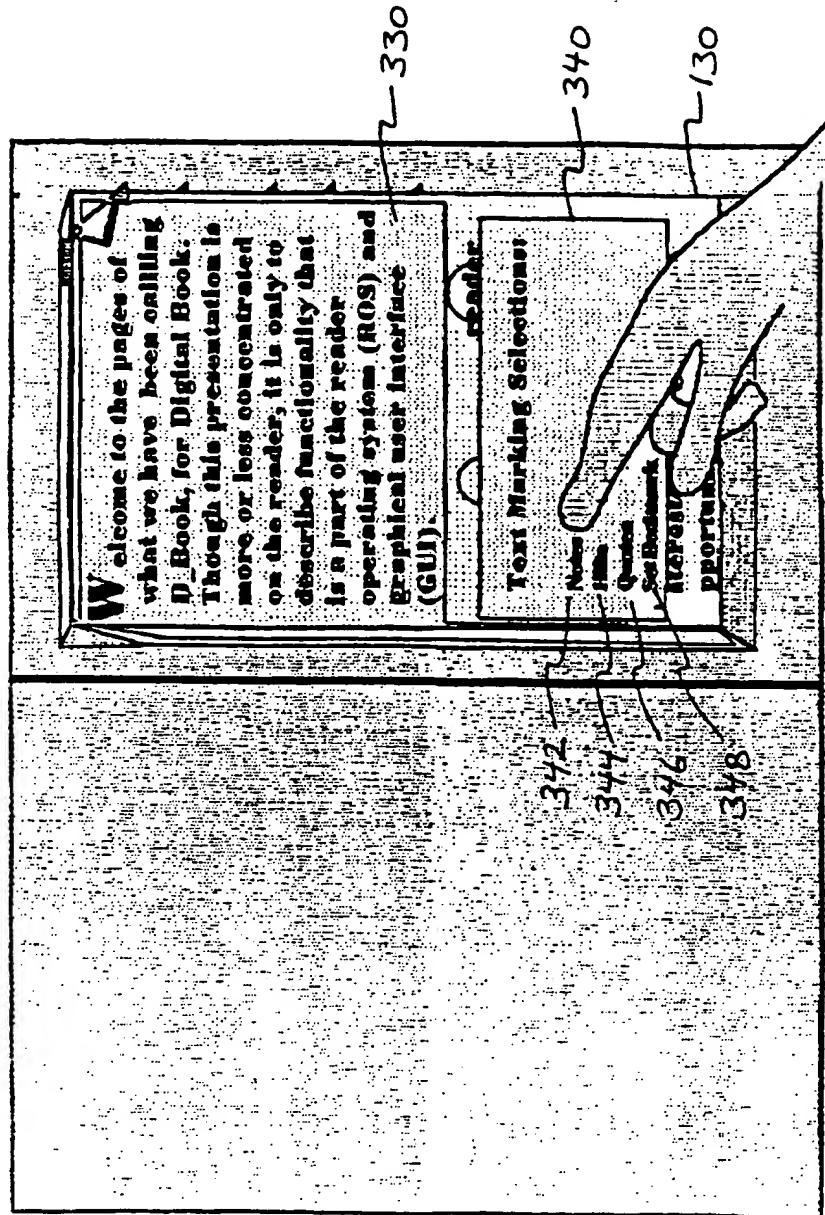 Welcome to the pages of
what we have been calling
D_Book, for Digital Book.
Though this presentation is
more or less concentrated
on the reader, it is only to
describe functionality that
is a part of the reader
operating system (ROS) and
graphical user interface
(GUI).
reader
Text Marking Selections:
Notes
Quotes
Set Bookmark
pportun
330
340
130
342
344
346
348